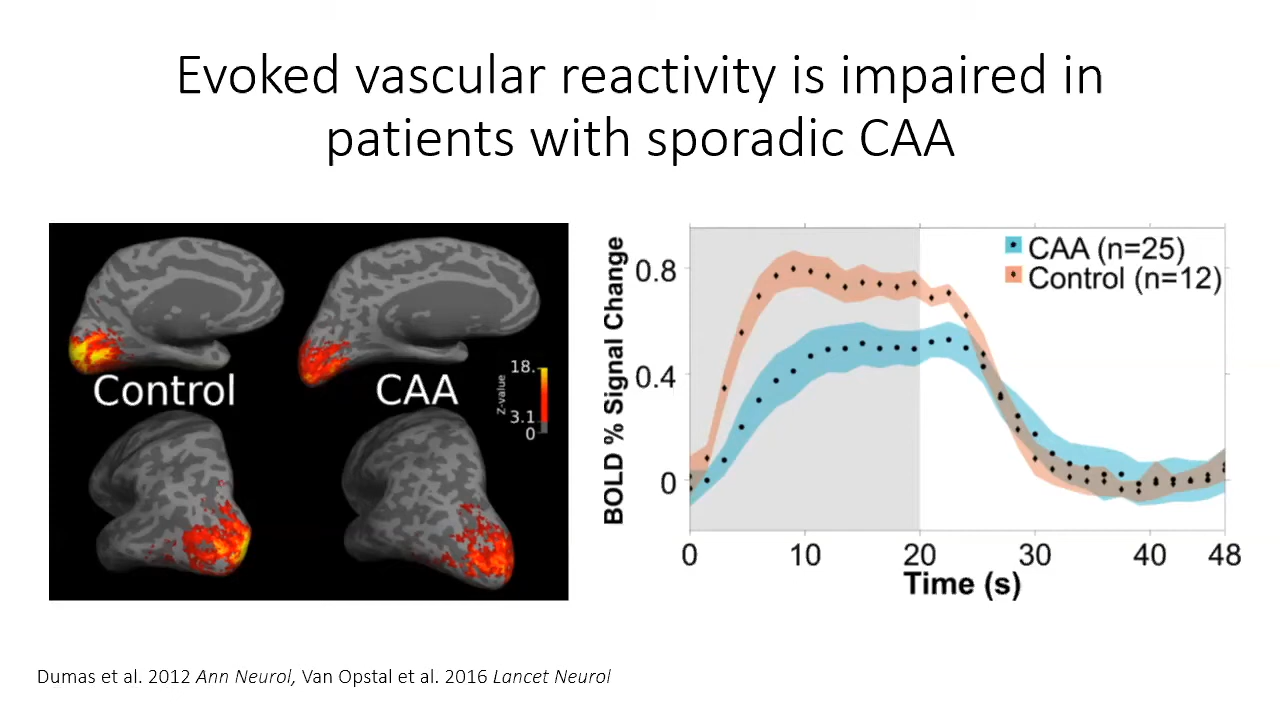 Evoked vascular reactivity is impaired in
patients with sporadic CAA
Control
CAA
Z-value
18.
3.1
0
BOLD % Signal Change
0.8
0.4
0
CAA (n=25)
Control (n=12)
0
10
20
30
40
48
Time (s)
Dumas et al. 2012 Ann Neurol, Van Opstal et al. 2016 Lancet Neurol